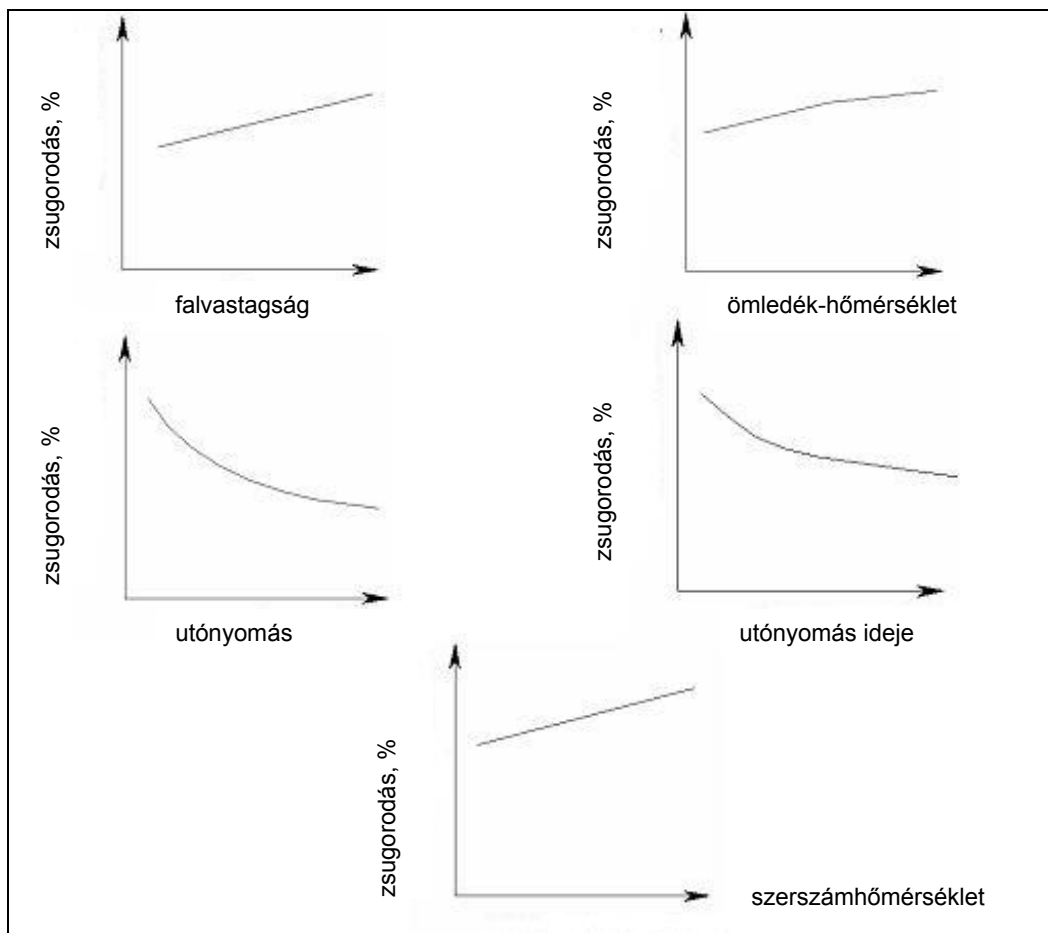 zsugorodás, %
falvastagság
zsugorodás, %
ömledék-hőmérséklet
zsugorodás, %
utónyomás
zsugorodás, %
utónyomás ideje
zsugorodás, %
szerszámhőmérséklet